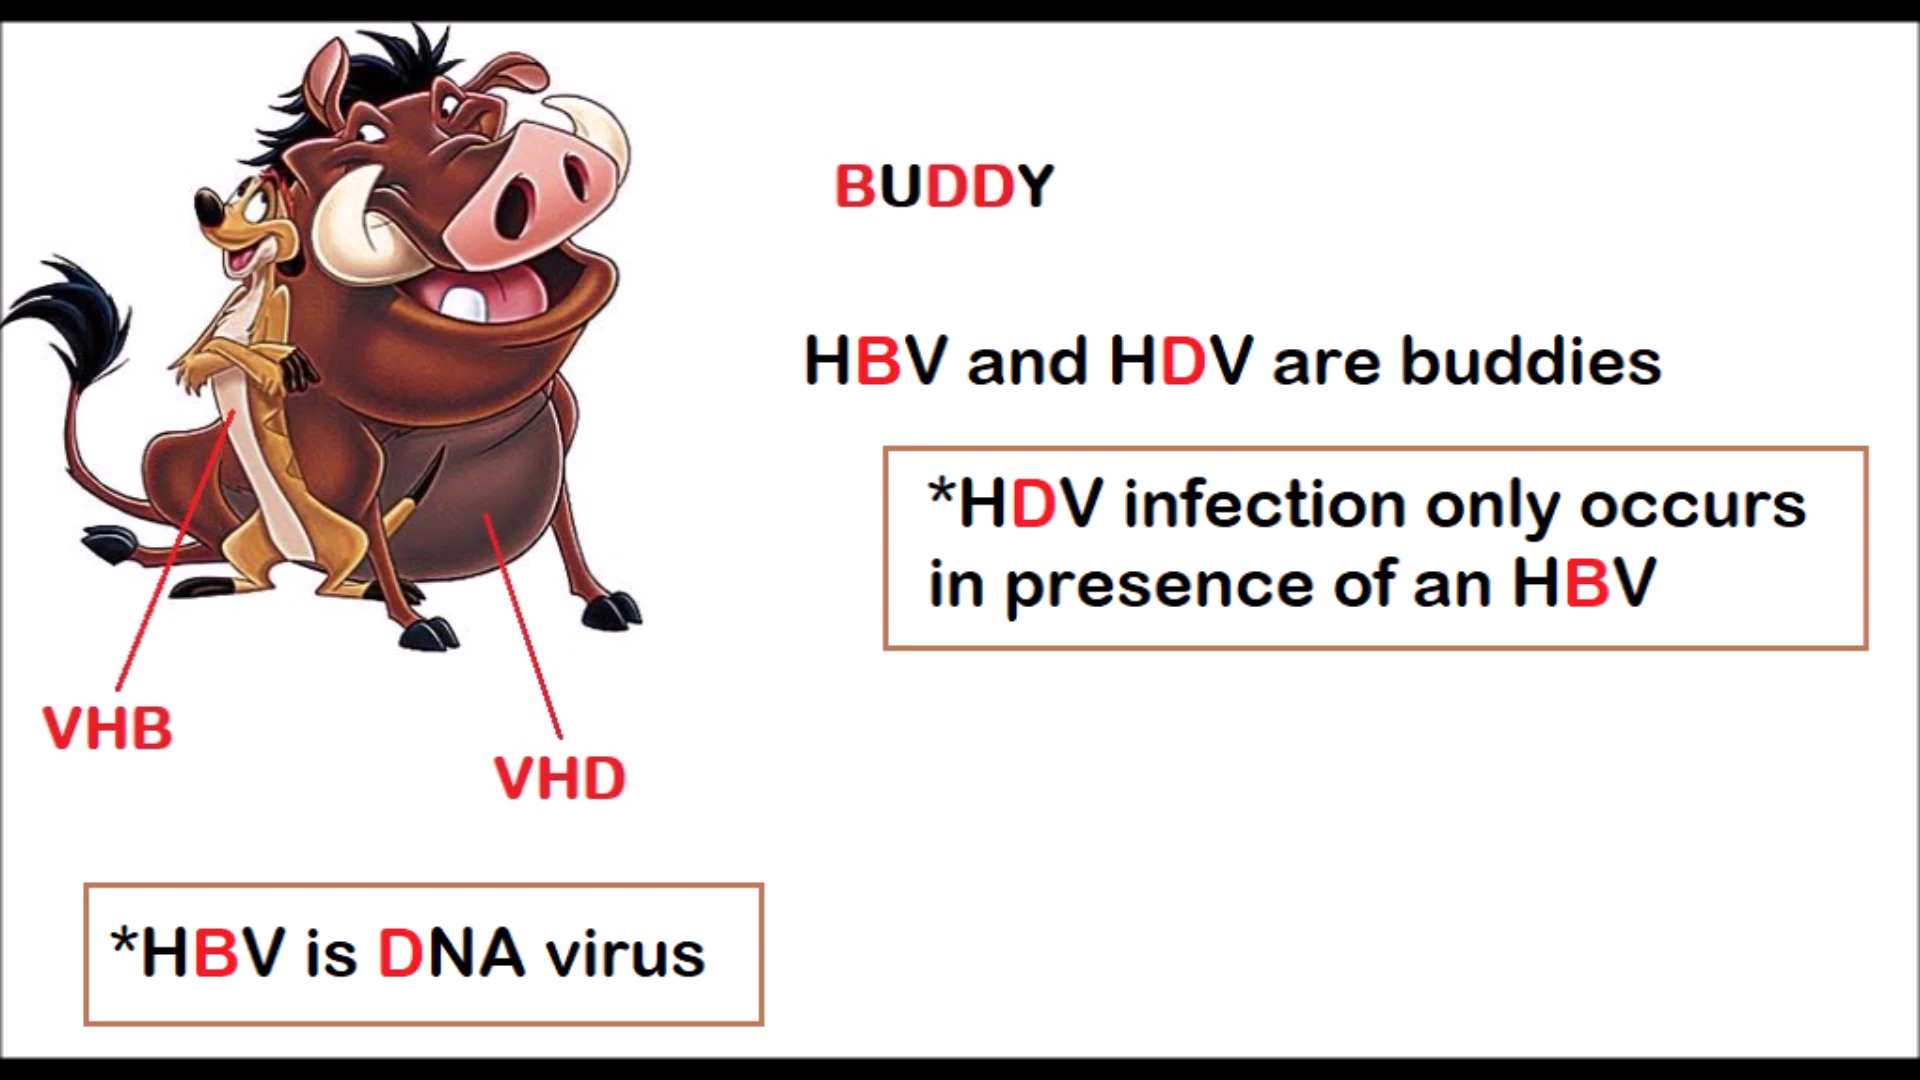 BUDDY
HBV and HDV are buddies
*HDV infection only occurs
in presence of an HBV
VHB
VHD
*HBV is DNA virus